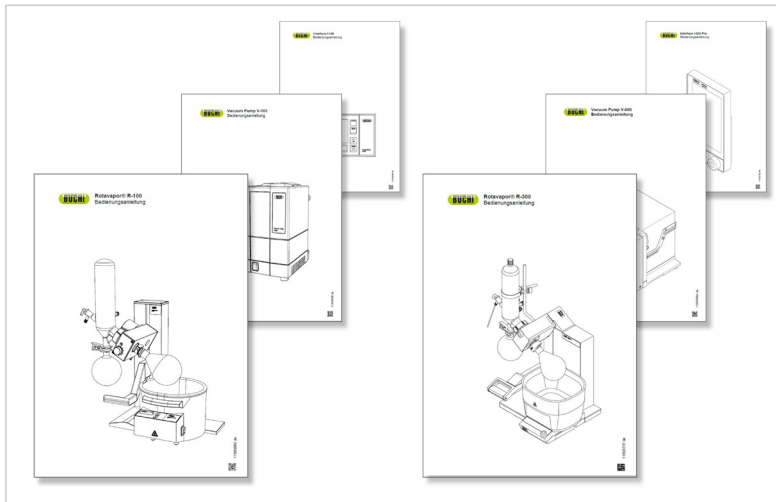 BUCHI
Interface I-100
Bedienungsanleitung
BUCHI
Vacuum Pump V-100
Bedienungsanleitung
BUCHI
Rotavapor® R-100
Bedienungsanleitung
BUCHI
Interface I-300 Pro
Bedienungsanleitung
BUCHI
Vacuum Pump V-600
Bedienungsanleitung
BUCHI
Rotavapor® R-300
Bedienungsanleitung